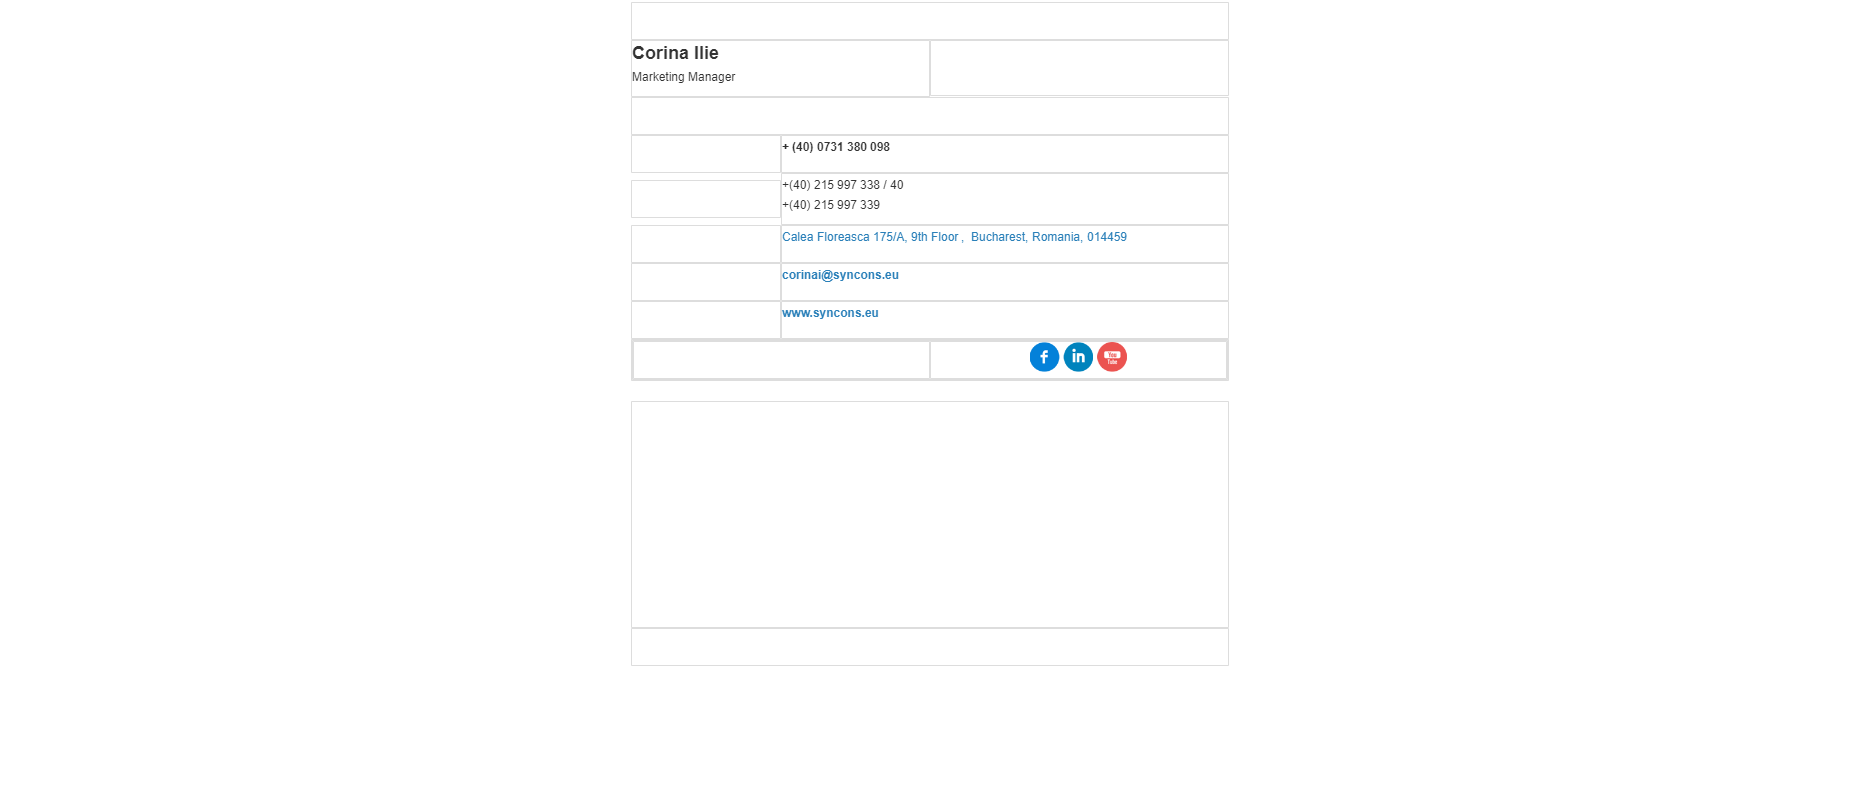 Corina Ilie
Marketing Manager
+ (40) 0731 380 098
+(40) 215 997 338 / 40
+(40) 215 997 339
Calea Floreasca 175/A, 9th Floor ,  Bucharest, Romania, 014459
corinai@syncons.eu
www.syncons.eu
f in You
Tube